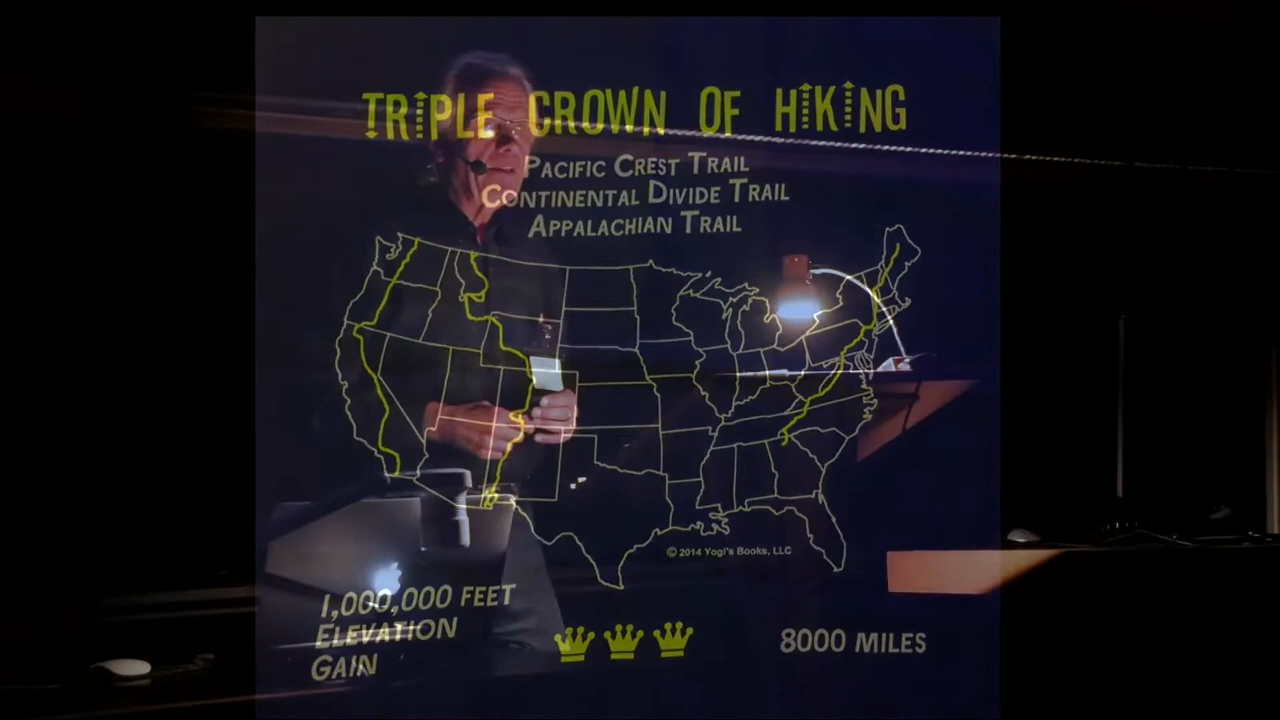 TRIPLE CROWN OF HIKING
PACIFIC CREST TRAIL
CONTINENTAL DIVIDE TRAIL
APPALACHIAN TRAIL
© 2014 Yogi's Books, LLC
1,000,000 FEET
ELEVATION
GAIN
8000 MILES